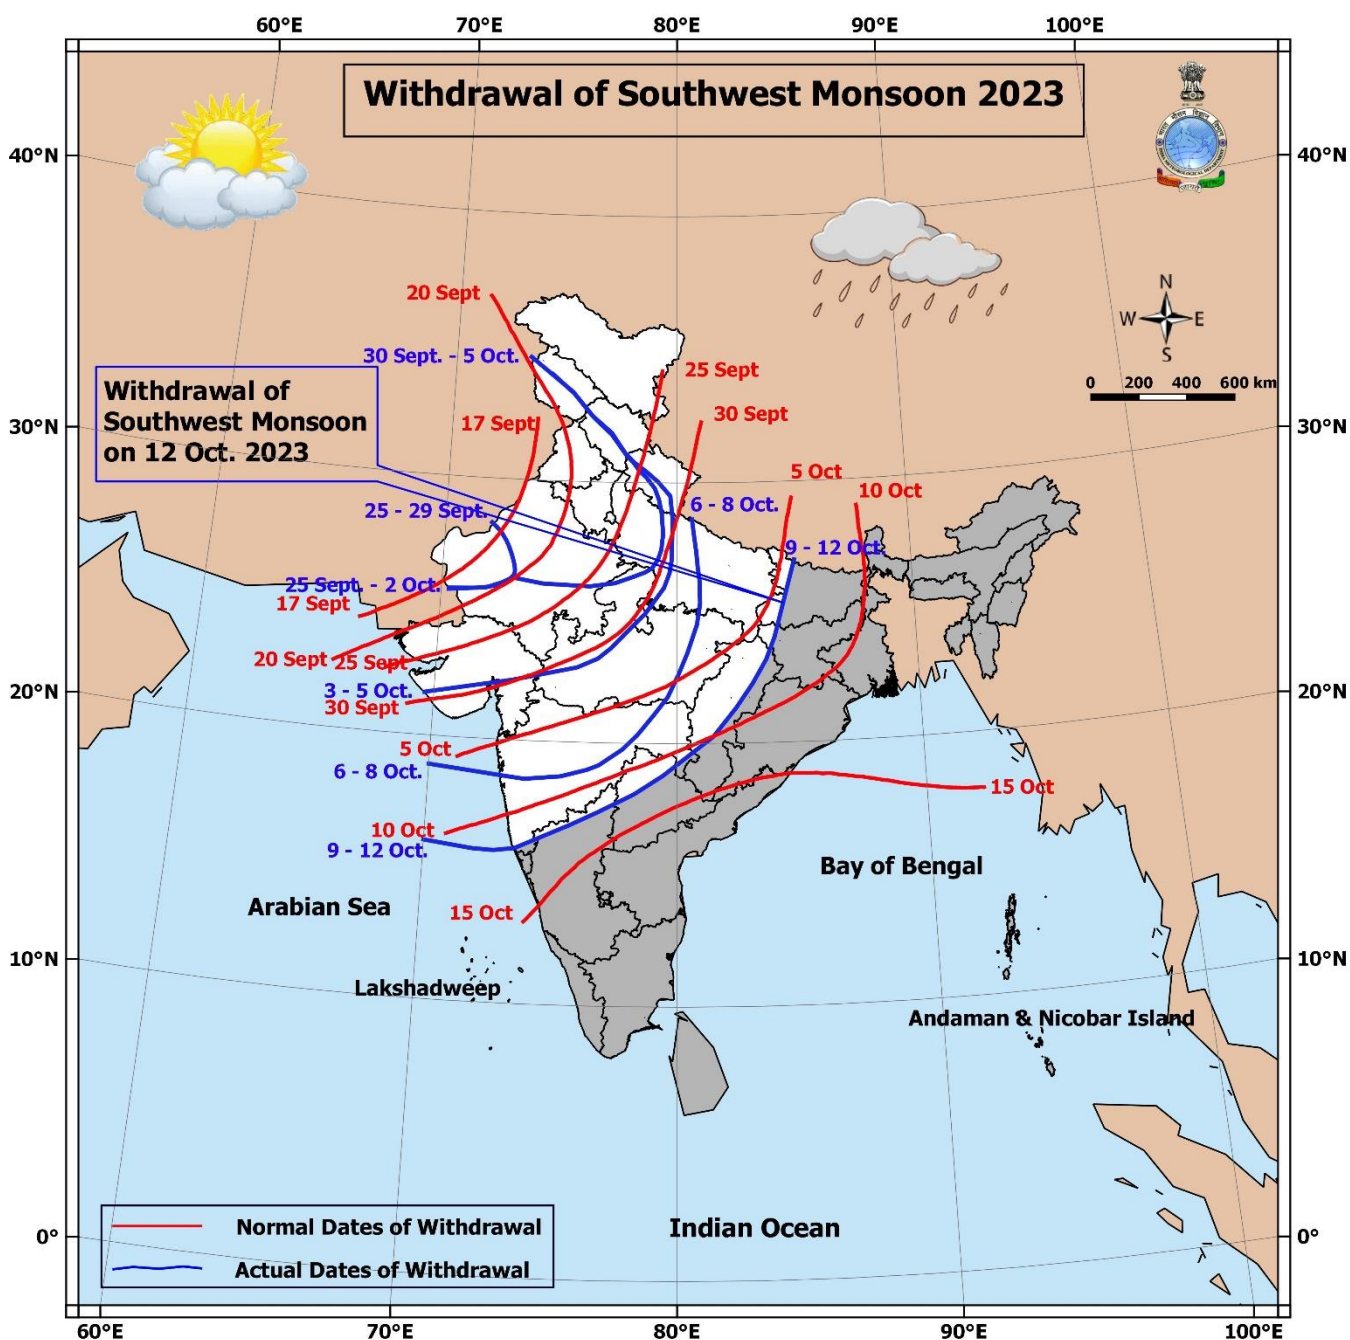 60°E
70°E
80°E
90°E
100°E
Withdrawal of Southwest Monsoon 2023
40°N
40°N
N
W
E
S
20 Sept
30 Sept. - 5 Oct.
25 Sept
0 200 400 600 km
Withdrawal of
Southwest Monsoon
on 12 Oct. 2023
17 Sept
30 Sept
30°N
30°N
5 Oct
10 Oct
25 - 29 Sept.
6 - 8 Oct.
9 - 12 Oct.
25 Sept. - 2 Oct.
17 Sept
20 Sept
25 Sept
20°N
3 - 5 Oct.
20°N
30 Sept
5 Oct
6 - 8 Oct.
15 Oct
10 Oct
9 - 12 Oct.
Bay of Bengal
Arabian Sea
15 Oct
10°N
10°N
Lakshadweep
Andaman & Nicobar Island
Normal Dates of Withdrawal
Indian Ocean
0°
0°
Actual Dates of Withdrawal
60°E
70°E
80°E
90°E
100°E